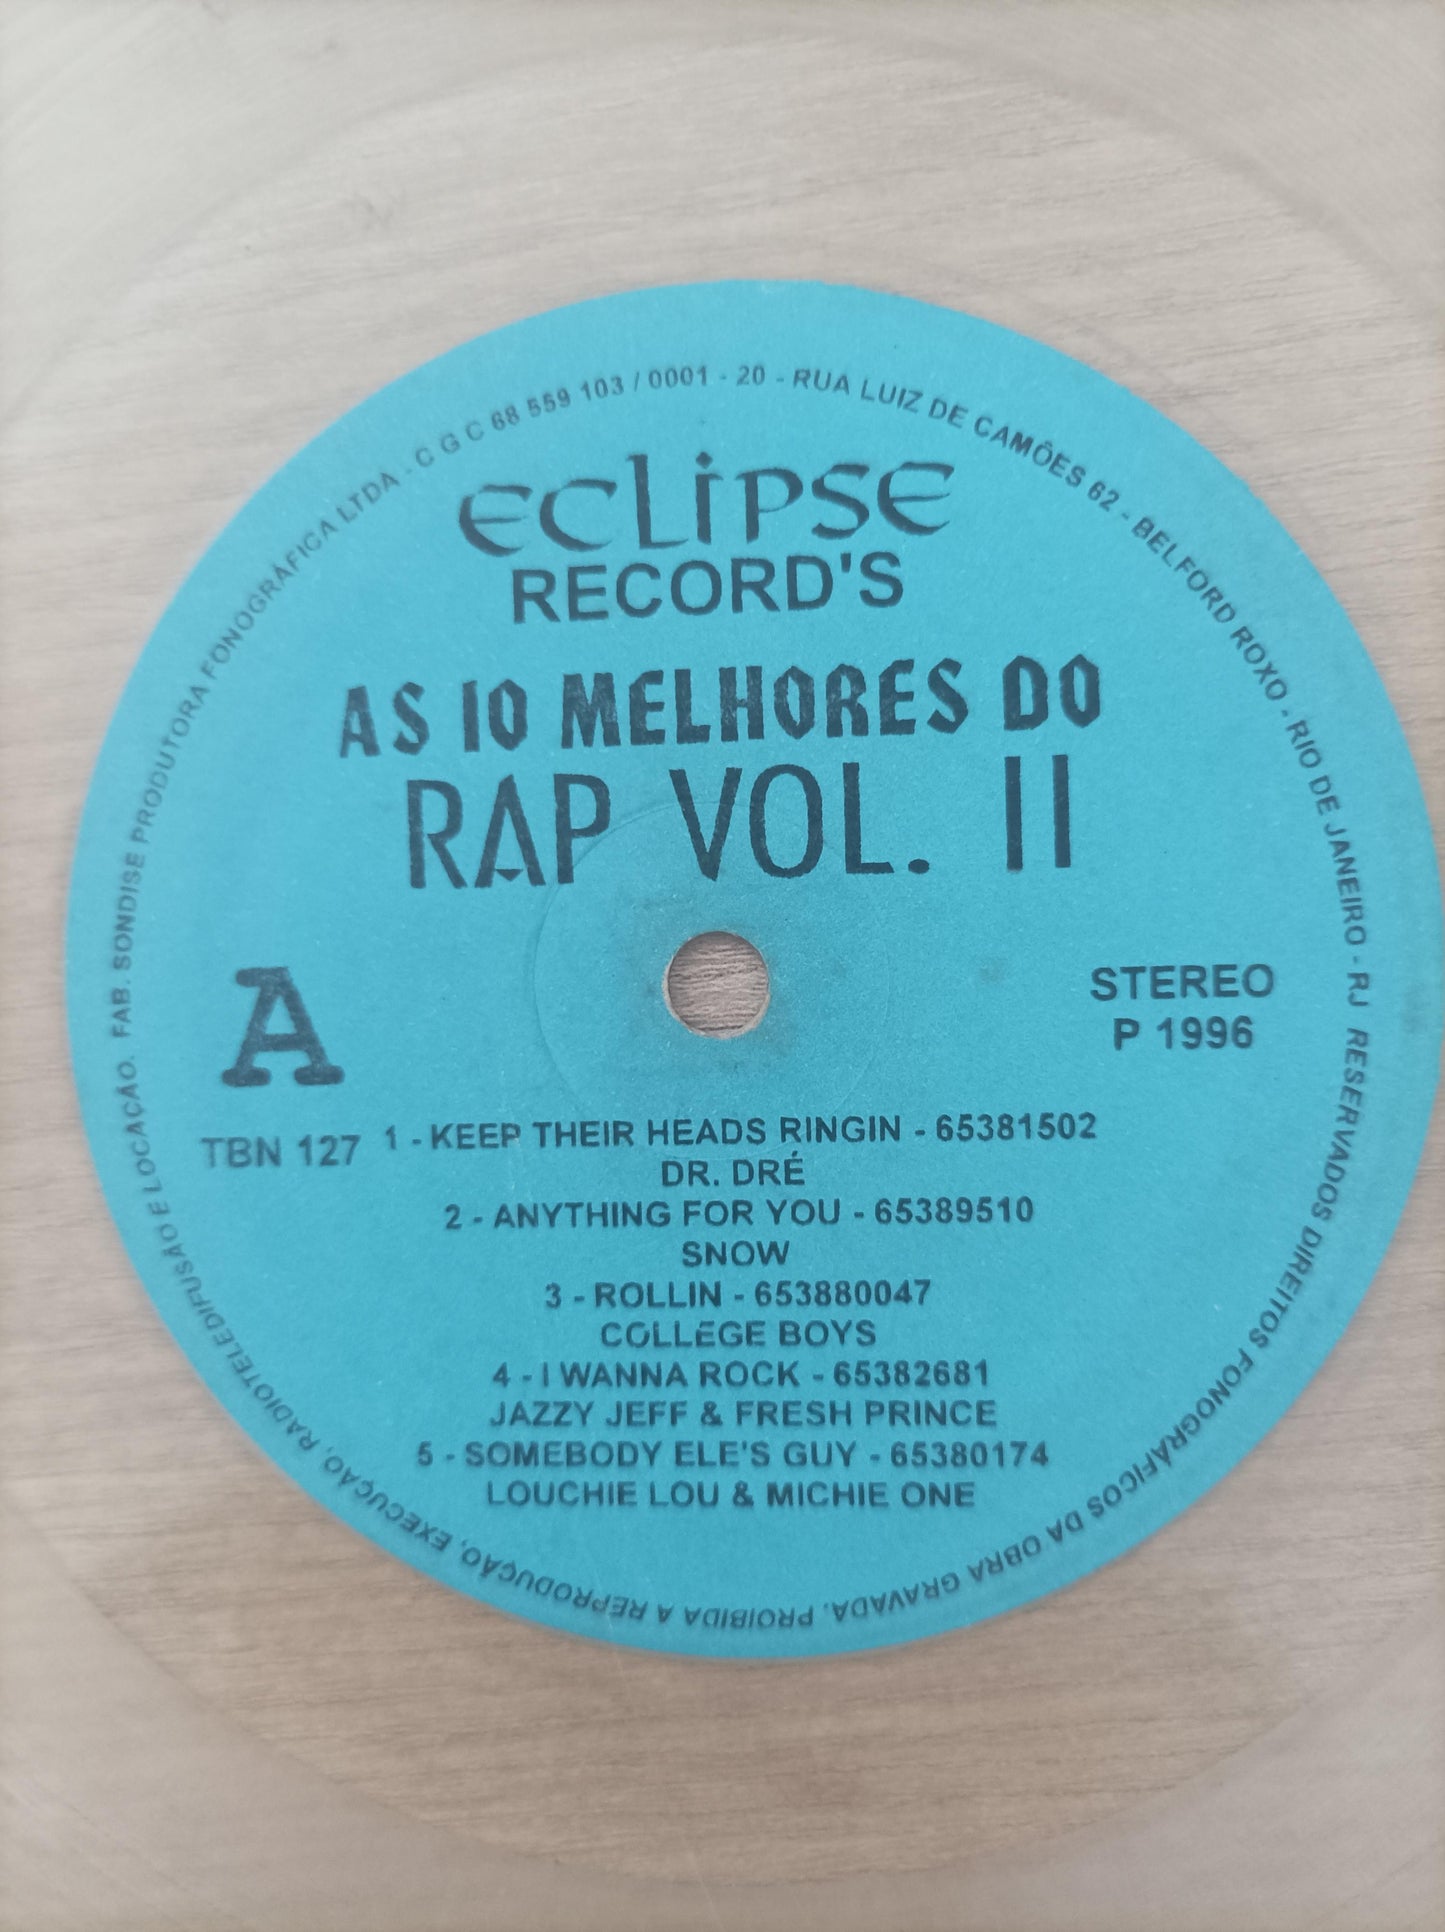 FAB. SONDISE PRODUTORA FONOGRÁFICA LTDA - C G C 68 559 103 / 0001 - 20 - RUA LUIZ DE CAMÕES 62 - BELFORD ROXO - RIO DE JANEIRO - RJ
RESERVADOS DIREITOS FONOGRÁFICOS DA OBRA GRAVADA. PROIBIDA A REPRODUÇÃO, EXECUÇÃO, RADIOTELEDIFUSÃO E LOCAÇÃO.
ECLIPSE
RECORD'S
AS 10 MELHORES DO
RAP VOL. II
A
STEREO
P 1996
TBN 127
1 - KEEP THEIR HEADS RINGIN - 65381502
DR. DRÉ
2 - ANYTHING FOR YOU - 65389510
SNOW
3 - ROLLIN - 653880047
COLLEGE BOYS
4 - I WANNA ROCK - 65382681
JAZZY JEFF & FRESH PRINCE
5 - SOMEBODY ELE'S GUY - 65380174
LOUCHIE LOU & MICHIE ONE